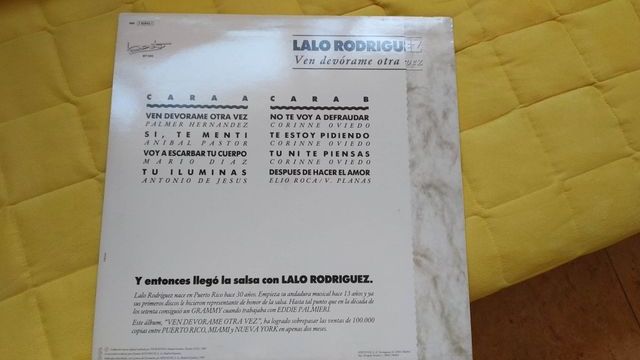 LALO RODRIGUEZ
Ven devórame otra vez
CARA A
VEN DEVORAME OTRA VEZ
PALMER HERNANDEZ
SI, TE MENTI
ANIBAL PASTOR
VOY A ESCARBAR TU CUERPO
MARIO DIAZ
TU ILUMINAS
ANTONIO DE JESUS
CARA B
NO TE VOY A DEFRAUDAR
CORINNE OVIEDO
TE ESTOY PIDIENDO
CORINNE OVIEDO
TU NI TE PIENSAS
CORINNE OVIEDO
DESPUES DE HACER EL AMOR
ELIO ROCA/V. PLANAS
Y entonces llegó la salsa con LALO RODRIGUEZ.
Lalo Rodríguez nace en Puerto Rico hace 30 años. Empieza su andadura musical hace 13 años y ya
sus primeros discos le hicieron representante de honor de la salsa. Hasta tal punto que en la década de
los setenta consiguió un GRAMMY cuando trabajaba con EDDIE PALMIERI.
Este álbum, "VEN DEVORAME OTRA VEZ", ha logrado sobrepasar las ventas de 100.000
copias entre PUERTO RICO, MIAMI y NUEVA YORK en apenas dos meses.